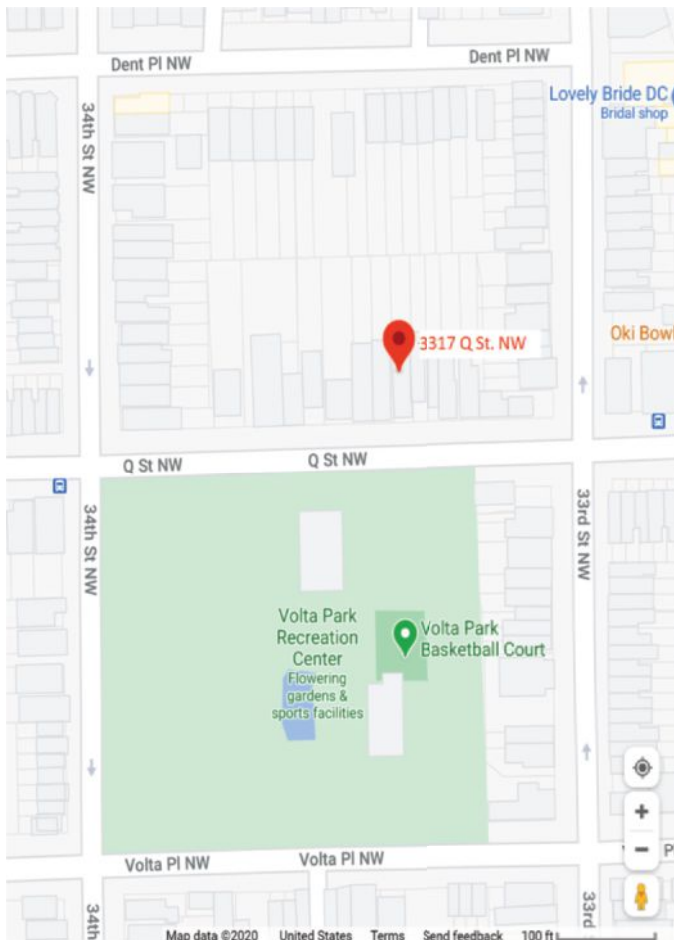 Dent Pl NW
Dent Pl NW
34th St NW
Lovely Bride DC
Bridal shop
3317 Q St. NW
Oki Bowl
Q St NW
Q St NW
34th St NW
33rd St NW
Volta Park
Recreation
Center
Flowering
gardens &
sports facilities
Volta Park
Basketball Court
Volta Pl NW
Volta Pl NW
34th
33rd
Map data ©2020 United States Terms Send feedback 100 ft